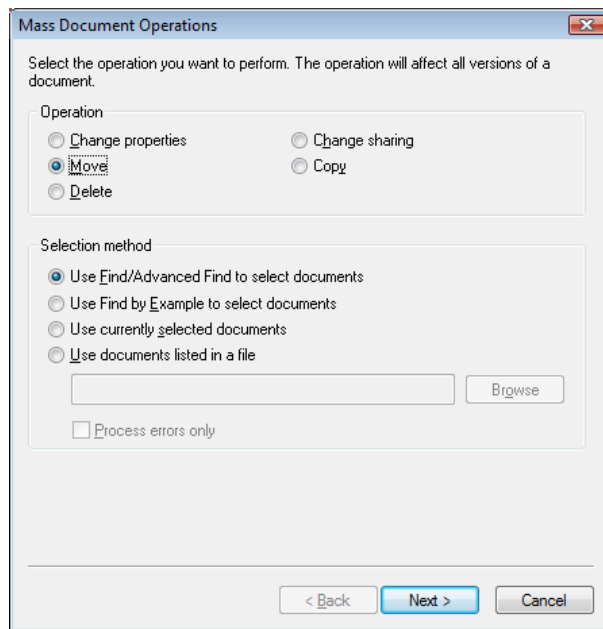 Mass Document Operations
Select the operation you want to perform. The operation will affect all versions of a
document.
Operation
Change properties
Change sharing
Move
Copy
Delete
Selection method
Use Find/Advanced Find to select documents
Use Find by Example to select documents
Use currently selected documents
Use documents listed in a file
Browse
Process errors only
< Back
Next >
Cancel